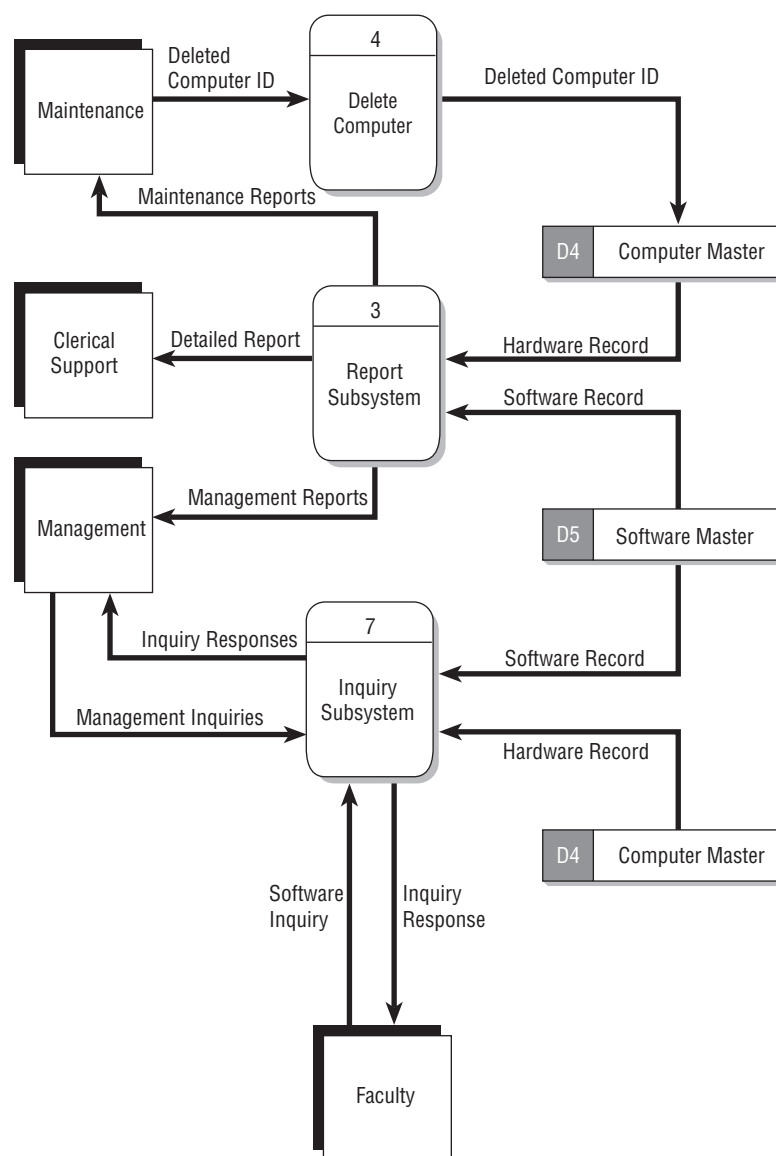 4
Deleted
Computer ID
Deleted Computer ID
Maintenance
Delete
Computer
Maintenance Reports
D4
Computer Master
3
Clerical
Support
Detailed Report
Report
Subsystem
Hardware Record
Software Record
Management Reports
Management
D5
Software Master
7
Inquiry Responses
Inquiry
Subsystem
Software Record
Management Inquiries
Hardware Record
D4
Computer Master
Software
Inquiry
Inquiry
Response
Faculty